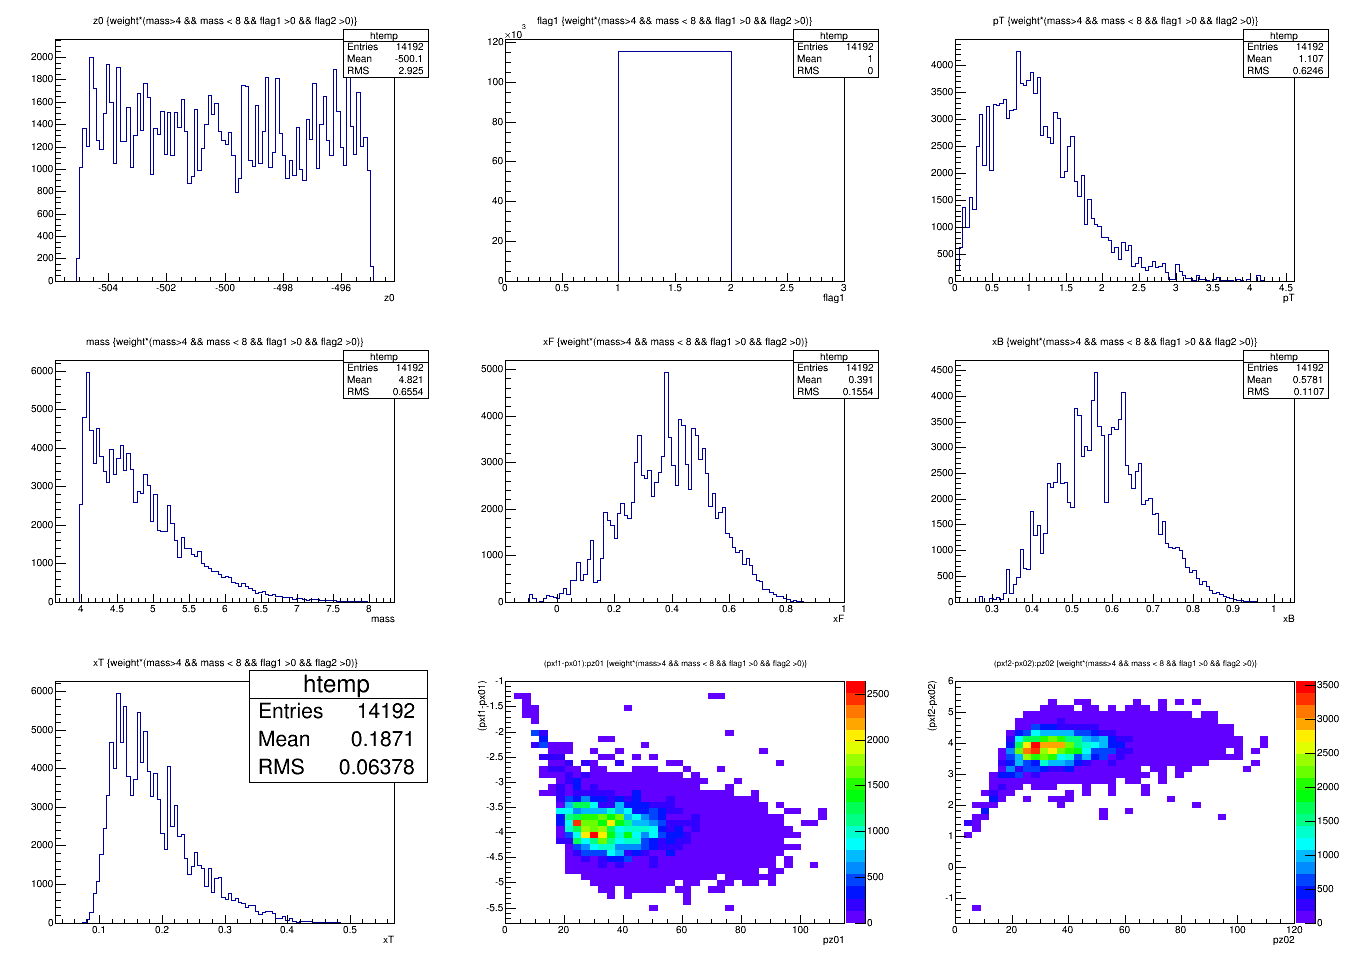 z0 {weight*(mass>4 && mass < 8 && flag1 >0 && flag2 >0)}
htemp
Entries 14192
Mean -500.1
RMS 2.925
2000
1800
1600
1400
1200
1000
800
600
400
200
0
-504 -502 -500 -498 -496
z0
flag1 {weight*(mass>4 && mass < 8 && flag1 >0 && flag2 >0)}
×10³
htemp
Entries 14192
Mean 1
RMS 0
120
100
80
60
40
20
0
0 0.5 1 1.5 2 2.5 3
flag1
pT {weight*(mass>4 && mass < 8 && flag1 >0 && flag2 >0)}
htemp
Entries 14192
Mean 1.107
RMS 0.6246
4000
3500
3000
2500
2000
1500
1000
500
0
0 0.5 1 1.5 2 2.5 3 3.5 4 4.5
pT
mass {weight*(mass>4 && mass < 8 && flag1 >0 && flag2 >0)}
htemp
Entries 14192
Mean 4.821
RMS 0.6554
6000
5000
4000
3000
2000
1000
0
4 4.5 5 5.5 6 6.5 7 7.5 8
mass
xF {weight*(mass>4 && mass < 8 && flag1 >0 && flag2 >0)}
htemp
Entries 14192
Mean 0.391
RMS 0.1554
5000
4000
3000
2000
1000
0
0 0.2 0.4 0.6 0.8 1
xF
xB {weight*(mass>4 && mass < 8 && flag1 >0 && flag2 >0)}
htemp
Entries 14192
Mean 0.5781
RMS 0.1107
4500
4000
3500
3000
2500
2000
1500
1000
500
0
0.3 0.4 0.5 0.6 0.7 0.8 0.9 1
xB
xT {weight*(mass>4 && mass < 8 && flag1 >0 && flag2 >0)}
htemp
Entries 14192
Mean 0.1871
RMS 0.06378
6000
5000
4000
3000
2000
1000
0
0.1 0.2 0.3 0.4 0.5
xT
(pxf1-px01):pz01 {weight*(mass>4 && mass < 8 && flag1 >0 && flag2 >0)}
(pxf1-px01)
-1
-1.5
-2
-2.5
-3
-3.5
-4
-4.5
-5
-5.5
0 20 40 60 80 100
pz01
2500
2000
1500
1000
500
0
(pxf2-px02):pz02 {weight*(mass>4 && mass < 8 && flag1 >0 && flag2 >0)}
(pxf2-px02)
6
5
4
3
2
1
0
-1
0 20 40 60 80 100 120
pz02
3500
3000
2500
2000
1500
1000
500
0